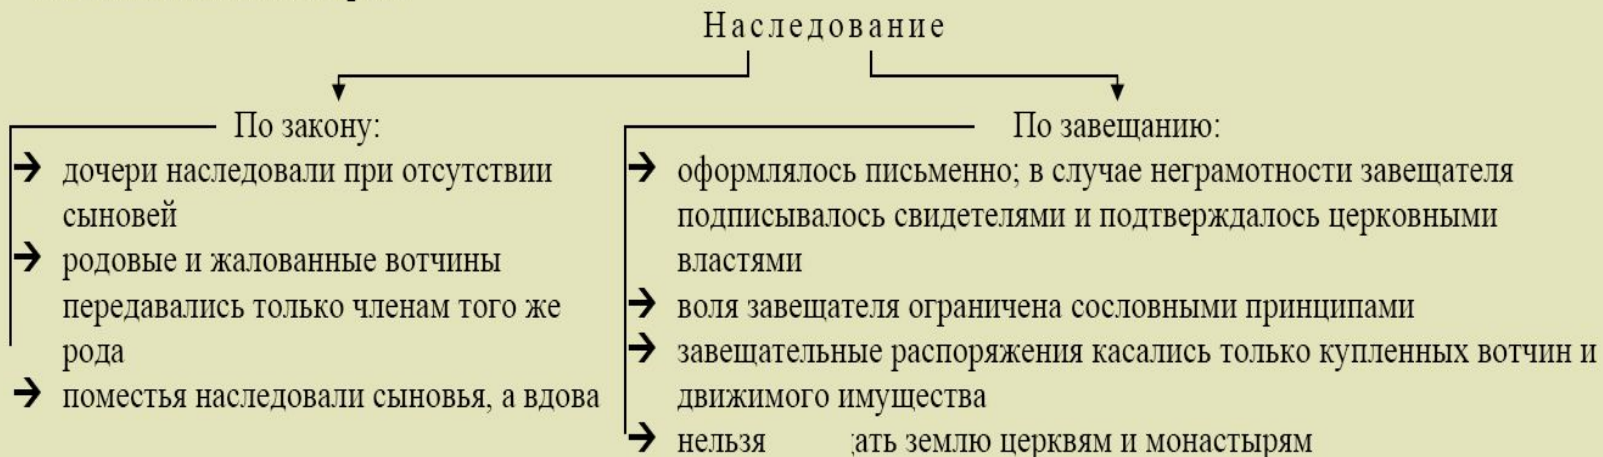 Наследование
По закону:
дочери наследовали при отсутствии
сыновей
родовые и жалованные вотчины
передавались только членам того же
рода
поместья наследовали сыновья, а вдова
По завещанию:
оформлялось письменно; в случае неграмотности завещателя
подписывалось свидетелями и подтверждалось церковными
властями
воля завещателя ограничена сословными принципами
завещательные распоряжения касались только купленных вотчин и
движимого имущества
нельзя землю церквям и монастырям